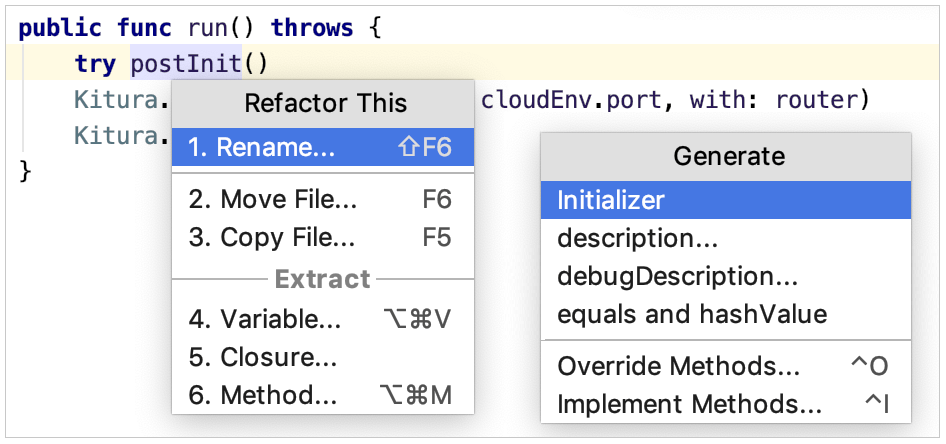 public func run() throws {
try postInit()
Kitura. cloudEnv.port, with: router)
Kitura.
}
Refactor This
1. Rename... ⇧F6
2. Move File... F6
3. Copy File... F5
Extract
4. Variable... ⌥⌘V
5. Closure...
6. Method... ⌥⌘M
Generate
Initializer
description...
debugDescription...
equals and hashValue
Override Methods... ^O
Implement Methods... ^I